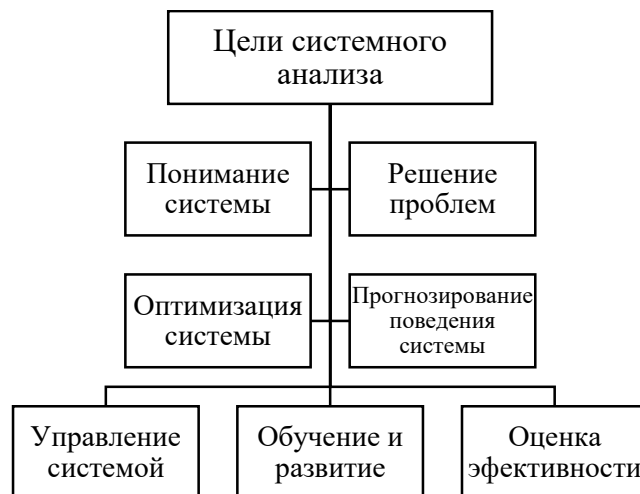 Цели системного
анализа
Понимание
системы
Решение
проблем
Оптимизация
системы
Прогнозирование
поведения
системы
Управление
системой
Обучение и
развитие
Оценка
эфективности